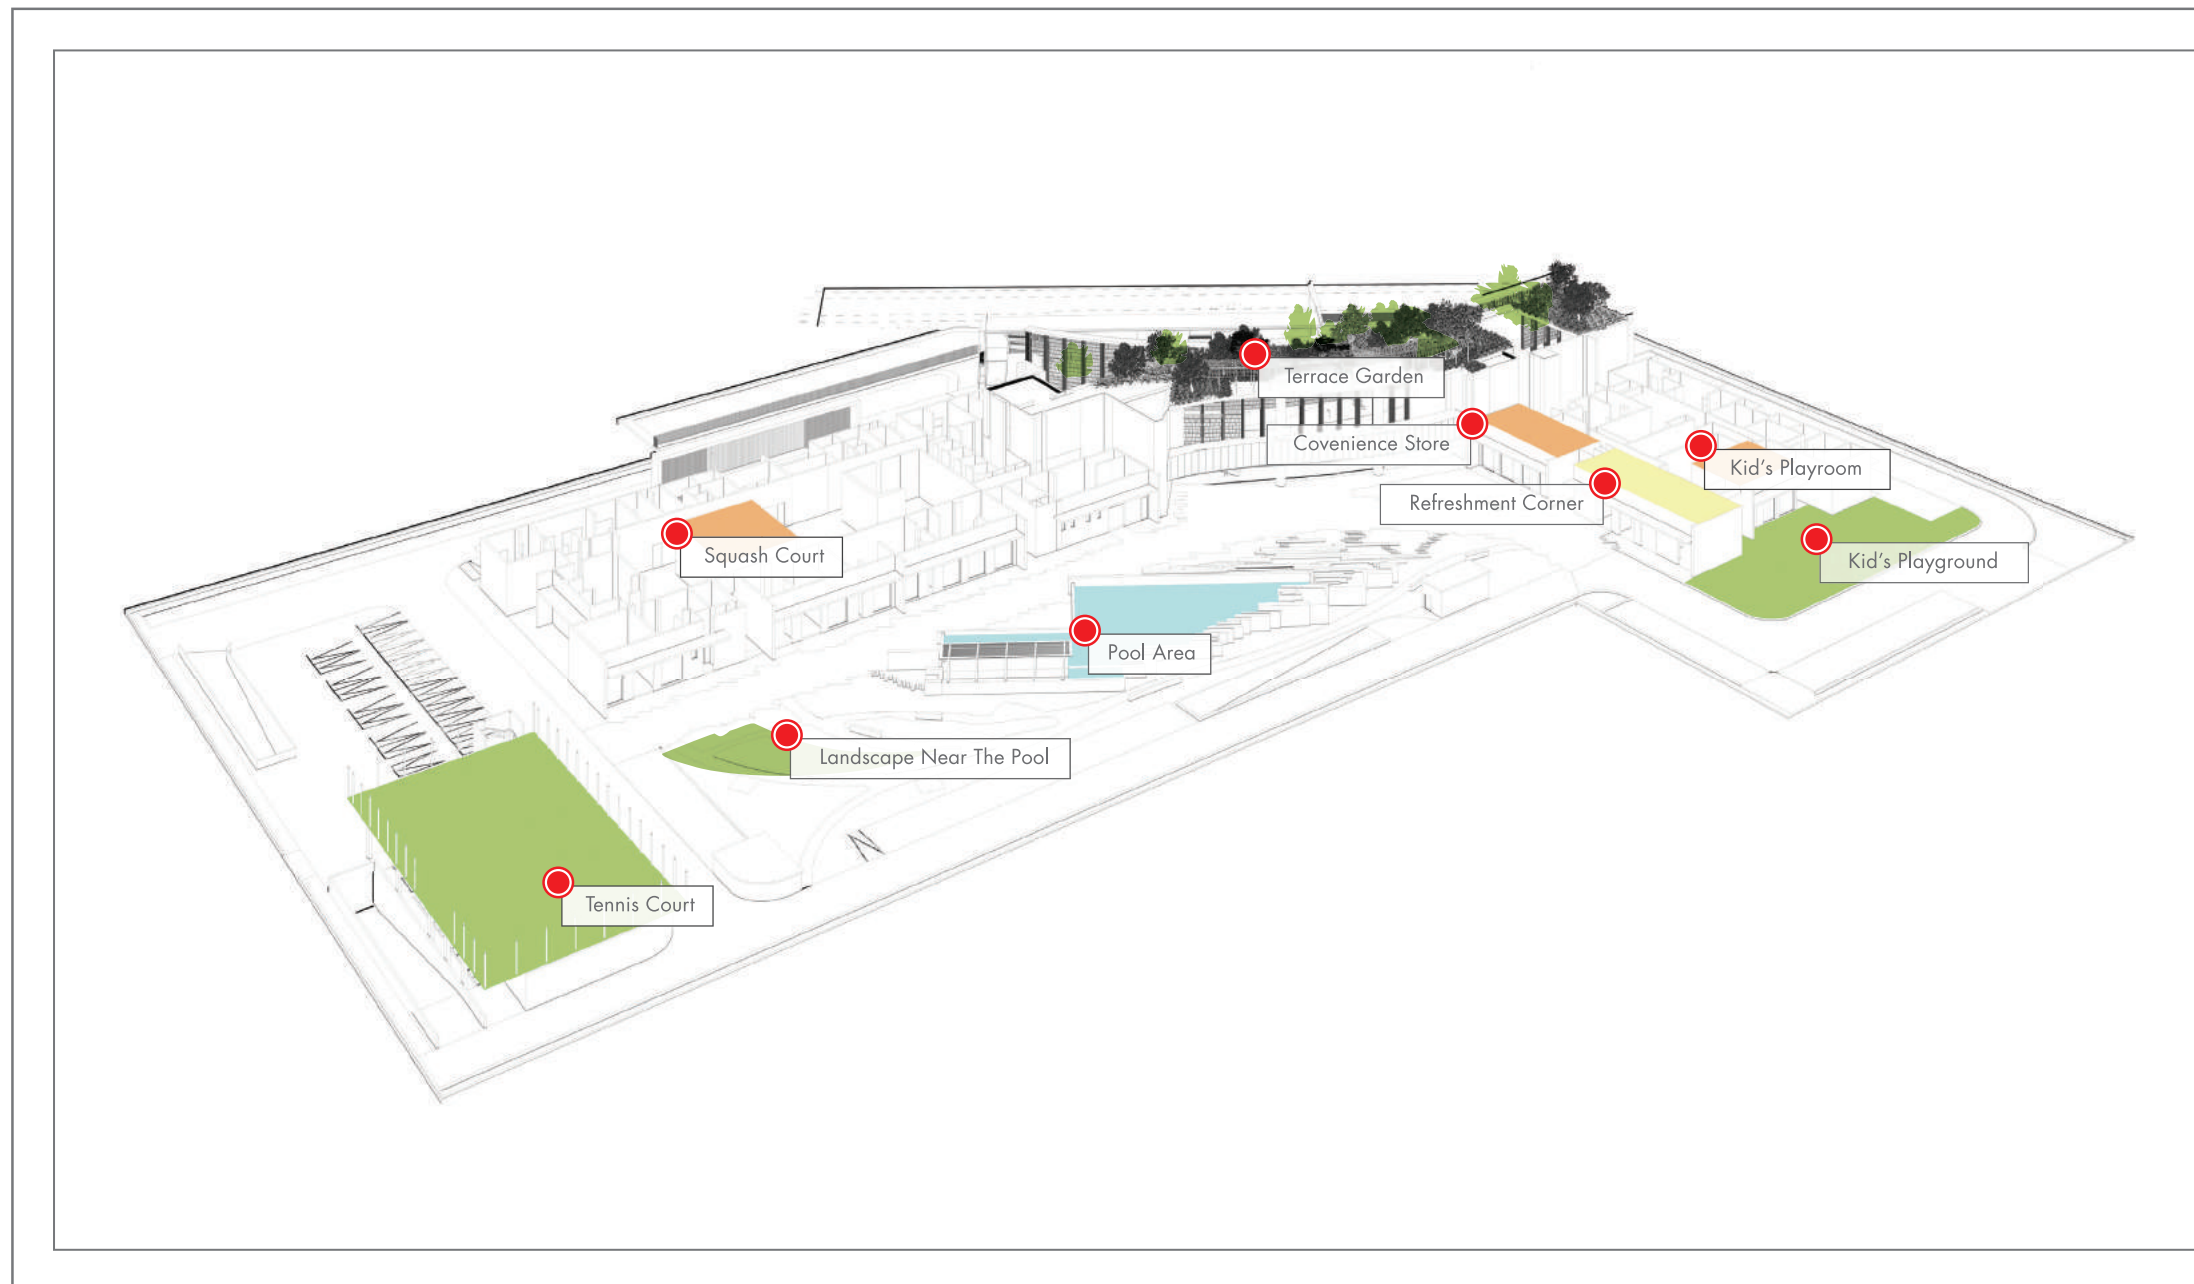 Terrace Garden
Covenience Store
Kid's Playroom
Refreshment Corner
Squash Court
Kid's Playground
Pool Area
Landscape Near The Pool
Tennis Court